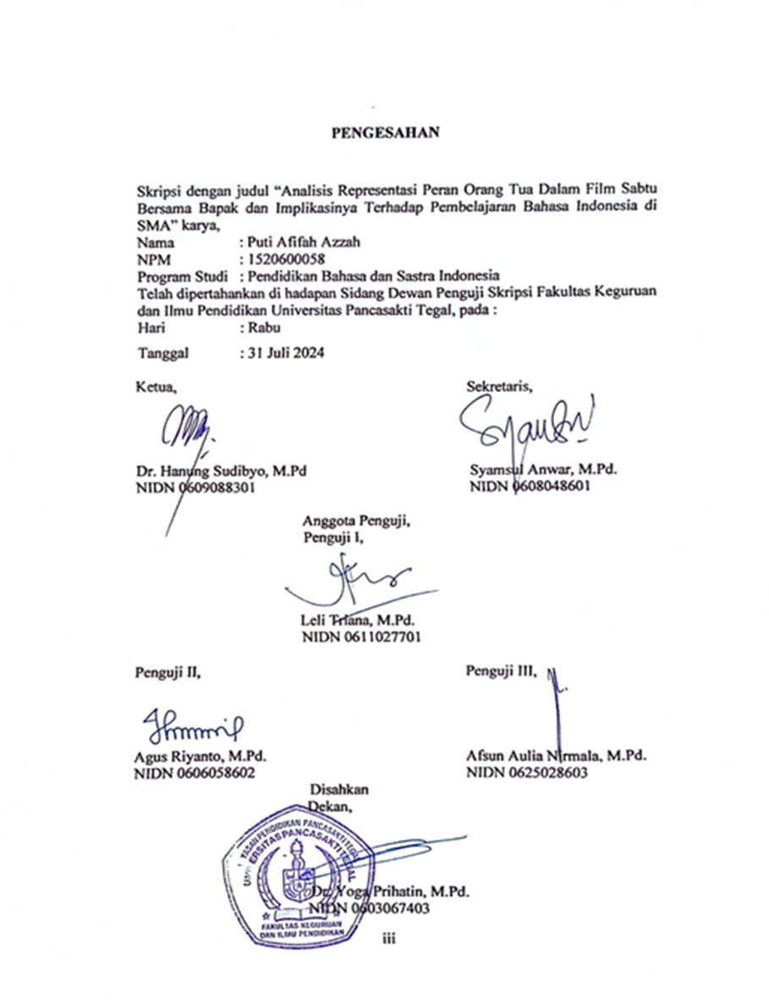 PENGESAHAN
Skripsi dengan judul “Analisis Representasi Peran Orang Tua Dalam Film Sabtu
Bersama Bapak dan Implikasinya Terhadap Pembelajaran Bahasa Indonesia di
SMA” karya,
Nama : Puti Afifah Azzah
NPM : 1520600058
Program Studi : Pendidikan Bahasa dan Sastra Indonesia
Telah dipertahankan di hadapan Sidang Dewan Penguji Skripsi Fakultas Keguruan
dan Ilmu Pendidikan Universitas Pancasakti Tegal, pada :
Hari : Rabu
Tanggal : 31 Juli 2024
Ketua,
Sekretaris,
Dr. Hanung Sudibyo, M.Pd
NIDN 0609088301
Syamsul Anwar, M.Pd.
NIDN 0608048601
Anggota Penguji,
Penguji I,
Leli Triana, M.Pd.
NIDN 0611027701
Penguji II,
Penguji III,
Agus Riyanto, M.Pd.
NIDN 0606058602
Afsun Aulia Nirmala, M.Pd.
NIDN 0625028603
Disahkan
Dekan,
PENDIDIKAN PANCASAKTI
PANCASAKTI TEGAL
Dr. Yoga Prihatin, M.Pd.
NIDN 0603067403
FAKULTAS KEGURUAN
DAN ILMU PENDIDIKAN
iii